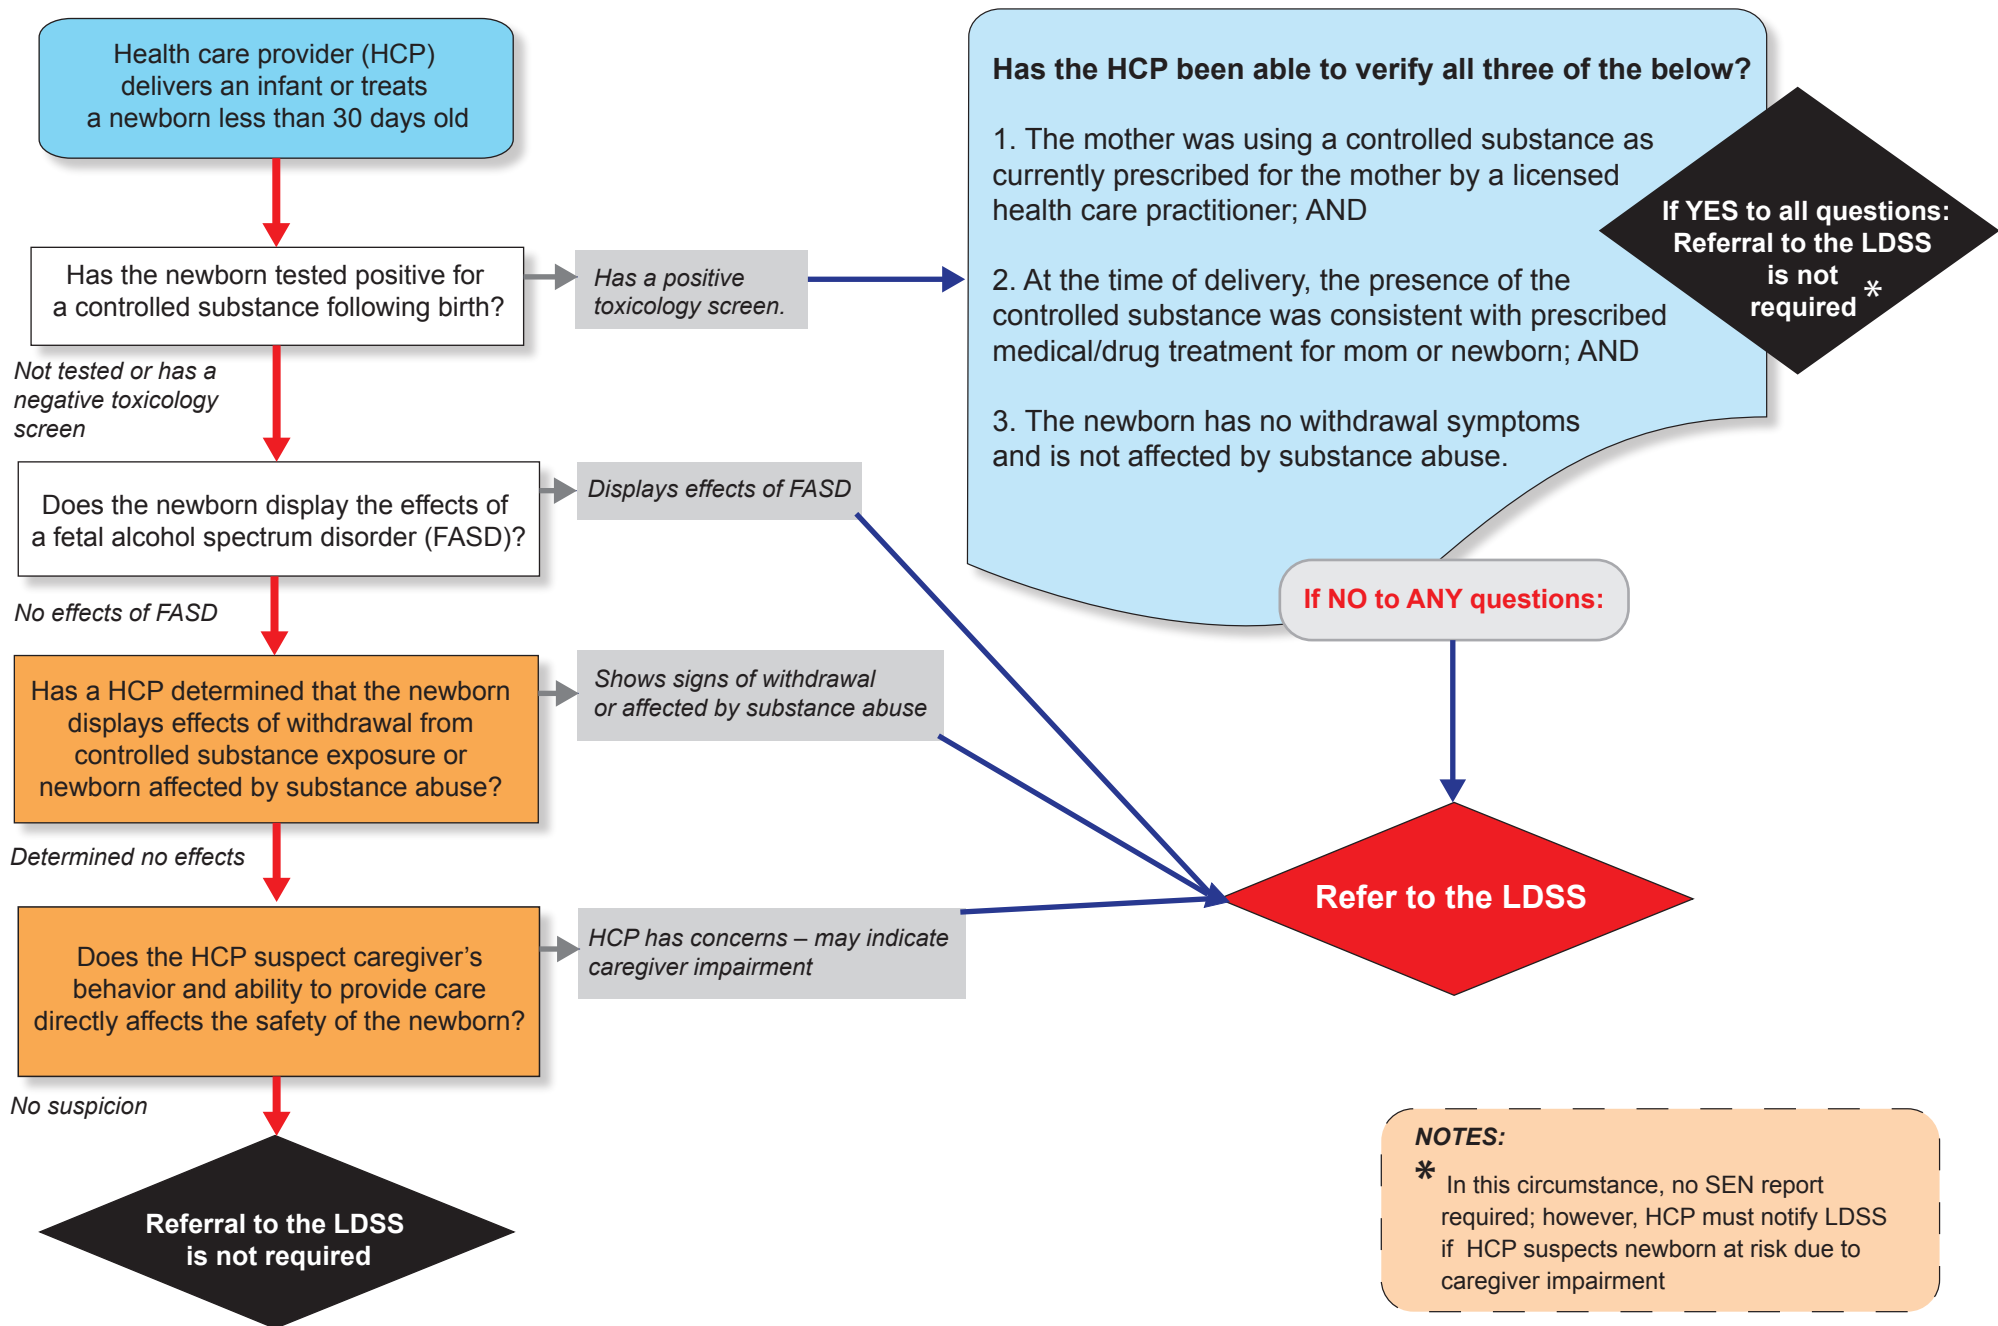 Health care provider (HCP)
delivers an infant or treats
a newborn less than 30 days old
Has the newborn tested positive for
a controlled substance following birth?
Has a positive
toxicology screen.
Has the HCP been able to verify all three of the below?
1. The mother was using a controlled substance as
currently prescribed for the mother by a licensed
health care practitioner; AND
2. At the time of delivery, the presence of the
controlled substance was consistent with prescribed
medical/drug treatment for mom or newborn; AND
3. The newborn has no withdrawal symptoms
and is not affected by substance abuse.
If YES to all questions:
Referral to the LDSS
is not
required *
Not tested or has a
negative toxicology
screen
Does the newborn display the effects of
a fetal alcohol spectrum disorder (FASD)?
Displays effects of FASD
If NO to ANY questions:
No effects of FASD
Has a HCP determined that the newborn
displays effects of withdrawal from
controlled substance exposure or
newborn affected by substance abuse?
Shows signs of withdrawal
or affected by substance abuse
Determined no effects
Does the HCP suspect caregiver’s
behavior and ability to provide care
directly affects the safety of the newborn?
HCP has concerns – may indicate
caregiver impairment
Refer to the LDSS
No suspicion
Referral to the LDSS
is not required
NOTES:
* In this circumstance, no SEN report
required; however, HCP must notify LDSS
if HCP suspects newborn at risk due to
caregiver impairment